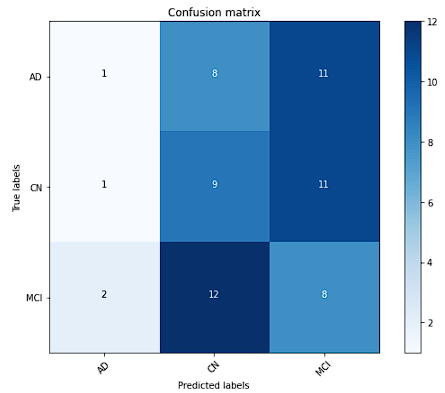 Confusion matrix
12
AD 1 8 11
10
8
CN 1 9 11
6
4
MCI 2 12 8
2
AD CN MCI
True labels
Predicted labels